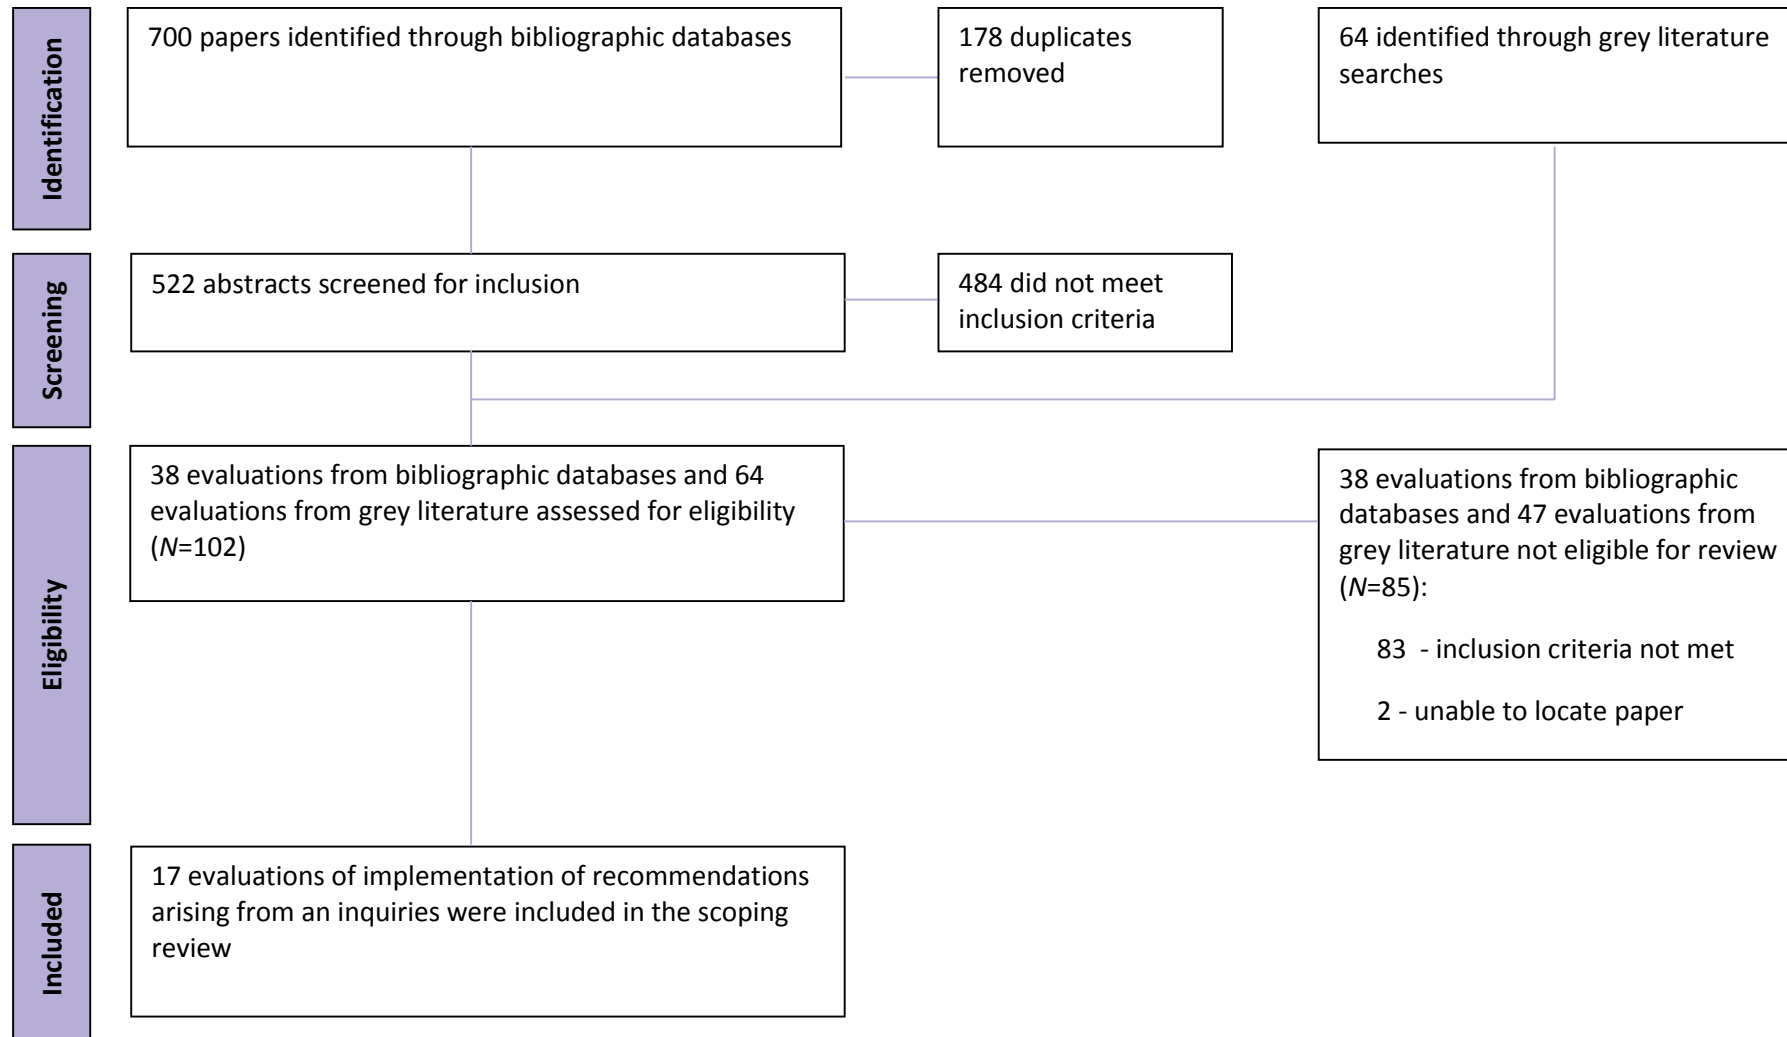 Identification
700 papers identified through bibliographic databases
178 duplicates
removed
64 identified through grey literature
searches
Screening
522 abstracts screened for inclusion
484 did not meet
inclusion criteria
Eligibility
38 evaluations from bibliographic databases and 64
evaluations from grey literature assessed for eligibility
(N=102)
38 evaluations from bibliographic
databases and 47 evaluations from
grey literature not eligible for review
(N=85):
83 - inclusion criteria not met
2 - unable to locate paper
Included
17 evaluations of implementation of recommendations
arising from an inquiries were included in the scoping
review